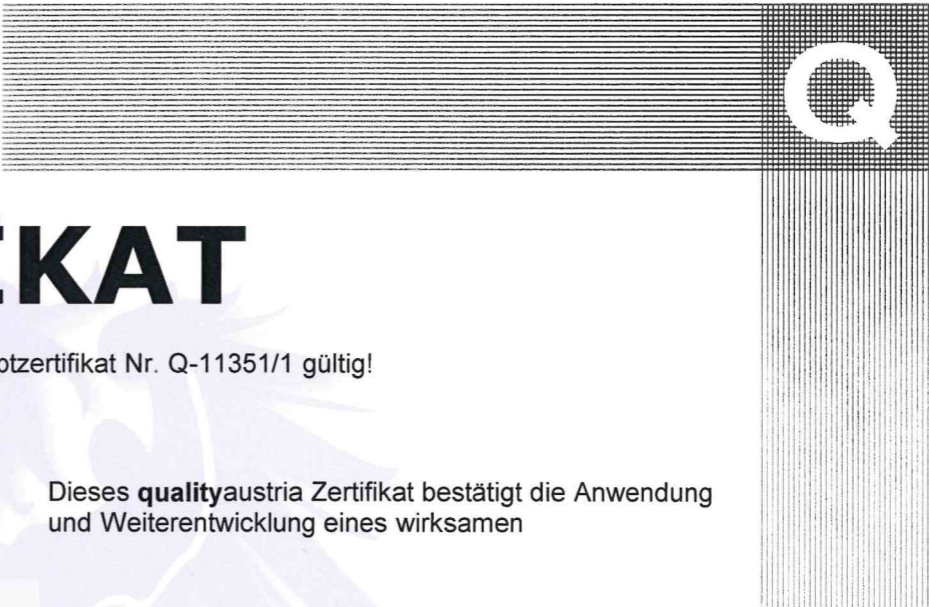 Q
KAT
tzertifikat Nr. Q-11351/1 gültig!
Dieses qualityaustria Zertifikat bestätigt die Anwendung
und Weiterentwicklung eines wirksamen